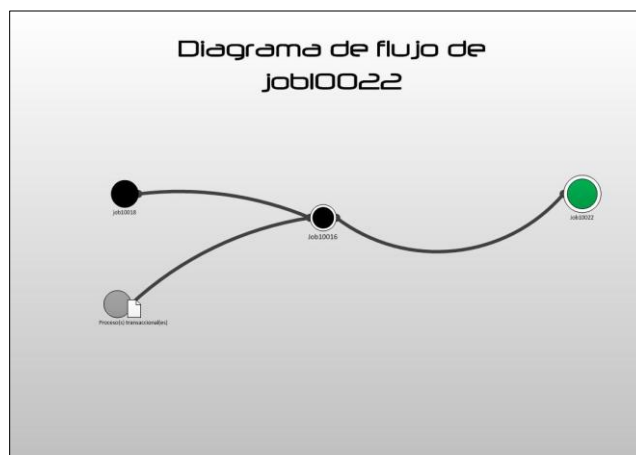 Diagrama de flujo de
job10022
job10018
Job10016
Job10022
Proceso(s) transaccional(es)